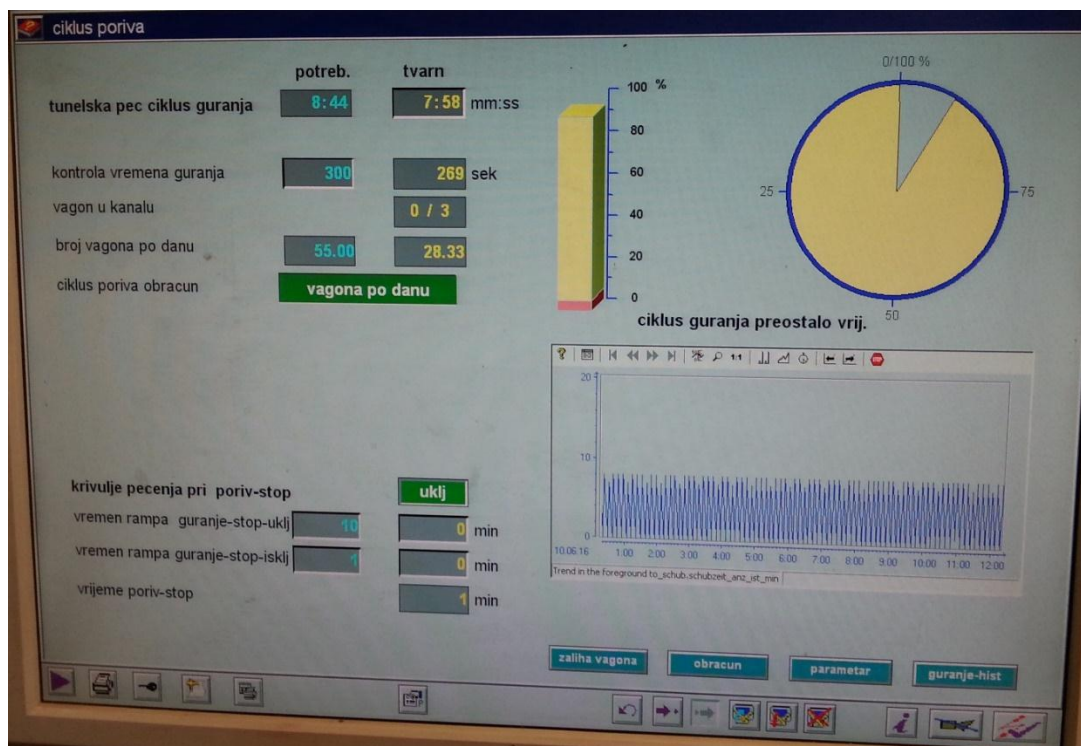 ciklus poriva
potreb. tvarn
tunelska pec ciklus guranja 8:44 7:58 mm:ss
kontrola vremena guranja 300 269 sek
vagon u kanalu 0 / 3
broj vagona po danu 55.00 28.33
ciklus poriva obracun vagona po danu
100 %
80
60
40
20
0
0/100 %
25
75
50
ciklus guranja preostalo vrij.
? 1:1 STOP
20
10
0
10.06.16 1:00 2:00 3:00 4:00 5:00 6:00 7:00 8:00 9:00 10:00 11:00 12:00
Trend in the foreground to_schub.schubzeit_anz_ist_min
krivulje pecenja pri poriv-stop uklj
vremen rampa guranje-stop-uklj 10 0 min
vremen rampa guranje-stop-isklj 1 0 min
vrijeme poriv-stop 1 min
zaliha vagona obracun parametar guranje-hist